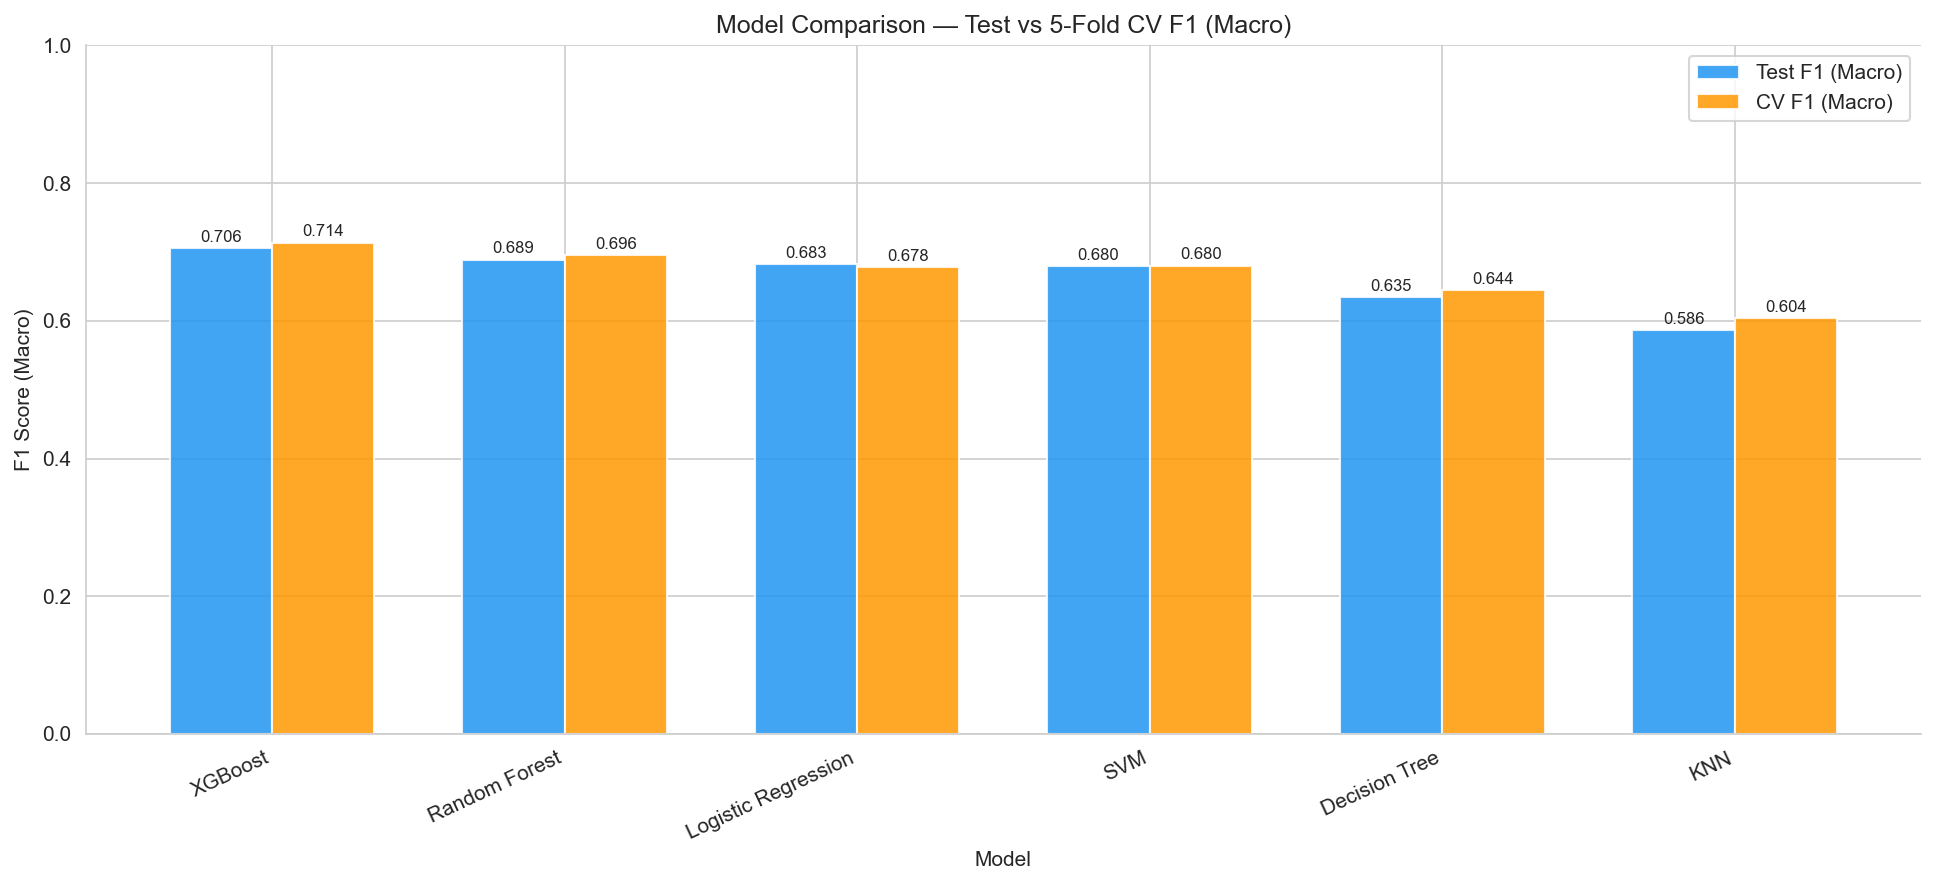 Model Comparison — Test vs 5-Fold CV F1 (Macro)
Test F1 (Macro)
CV F1 (Macro)
F1 Score (Macro)
1.0
0.8
0.6
0.4
0.2
0.0
0.706
0.714
0.689
0.696
0.683
0.678
0.680
0.680
0.635
0.644
0.586
0.604
XGBoost
Random Forest
Logistic Regression
SVM
Decision Tree
KNN
Model